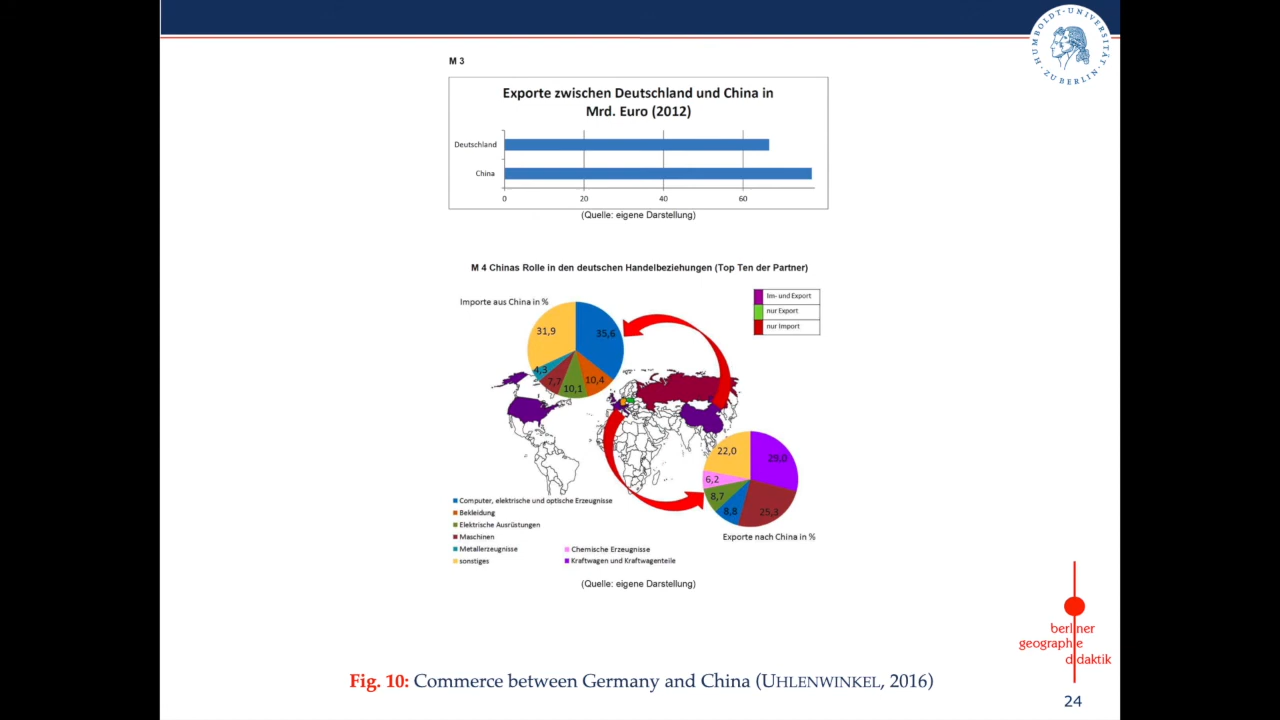 HUMBOLDT-UNIVERSITÄT
ZU BERLIN
M 3
Exporte zwischen Deutschland und China in
Mrd. Euro (2012)
Deutschland
China
0 20 40 60
(Quelle: eigene Darstellung)
M 4 Chinas Rolle in den deutschen Handelbeziehungen (Top Ten der Partner)
Importe aus China in %
Im- und Export
nur Export
nur Import
31,9
35,6
4,3
7,7
10,1
10,4
22,0
29,0
6,2
8,7
8,8
25,3
Exporte nach China in %
Computer, elektrische und optische Erzeugnisse
Bekleidung
Elektrische Ausrüstungen
Maschinen
Metallerzeugnisse
sonstiges
Chemische Erzeugnisse
Kraftwagen und Kraftwagenteile
(Quelle: eigene Darstellung)
berliner
geographie
didaktik
Fig. 10: Commerce between Germany and China (UHLENWINKEL, 2016)
24